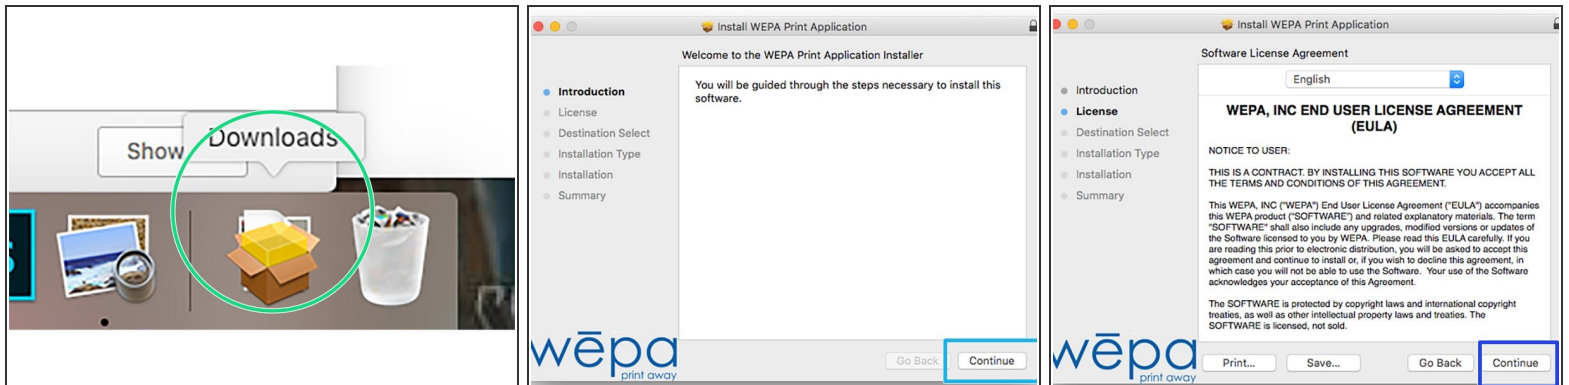 Downloads
Show
Install WEPA Print Application
Welcome to the WEPA Print Application Installer
Introduction
License
Destination Select
Installation Type
Installation
Summary
You will be guided through the steps necessary to install this
software.
wēpa
print away
Go Back
Continue
Install WEPA Print Application
Software License Agreement
English
Introduction
License
Destination Select
Installation Type
Installation
Summary
WEPA, INC END USER LICENSE AGREEMENT
(EULA)
NOTICE TO USER:
THIS IS A CONTRACT. BY INSTALLING THIS SOFTWARE YOU ACCEPT ALL
THE TERMS AND CONDITIONS OF THIS AGREEMENT.
This WEPA, INC ("WEPA") End User License Agreement ("EULA") accompanies
this WEPA product ("SOFTWARE") and related explanatory materials. The term
"SOFTWARE" shall also include any upgrades, modified versions or updates of
the Software licensed to you by WEPA. Please read this EULA carefully. If you
are reading this prior to electronic distribution, you will be asked to accept this
agreement and continue to install or, if you wish to decline this agreement, in
which case you will not be able to use the Software. Your use of the Software
acknowledges your acceptance of this Agreement.
The SOFTWARE is protected by copyright laws and international copyright
treaties, as well as other intellectual property laws and treaties. The
SOFTWARE is licensed, not sold.
wēpa
print away
Print...
Save...
Go Back
Continue